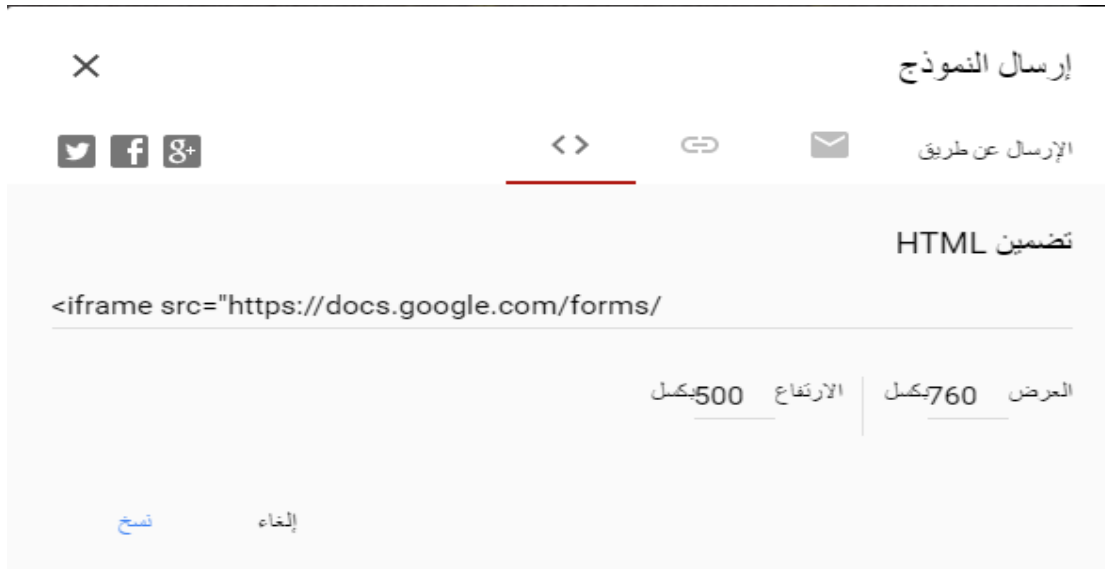 إرسال النموذج
الإرسال عن طريق
تضمين HTML
<iframe src="https://docs.google.com/forms/
العرض 760 بكسل الارتفاع 500 بكسل
إلغاء نسخ